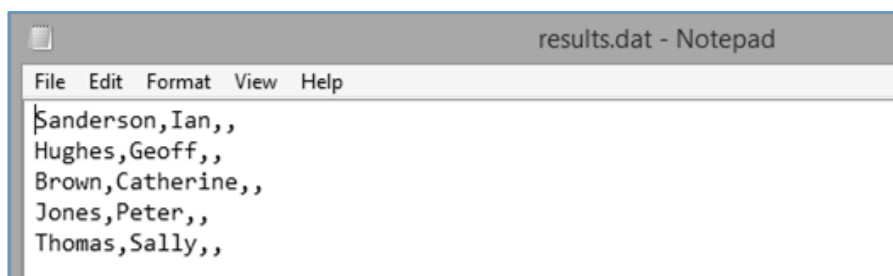 results.dat - Notepad
File Edit Format View Help
Sanderson,Ian,,
Hughes,Geoff,,
Brown,Catherine,,
Jones,Peter,,
Thomas,Sally,,